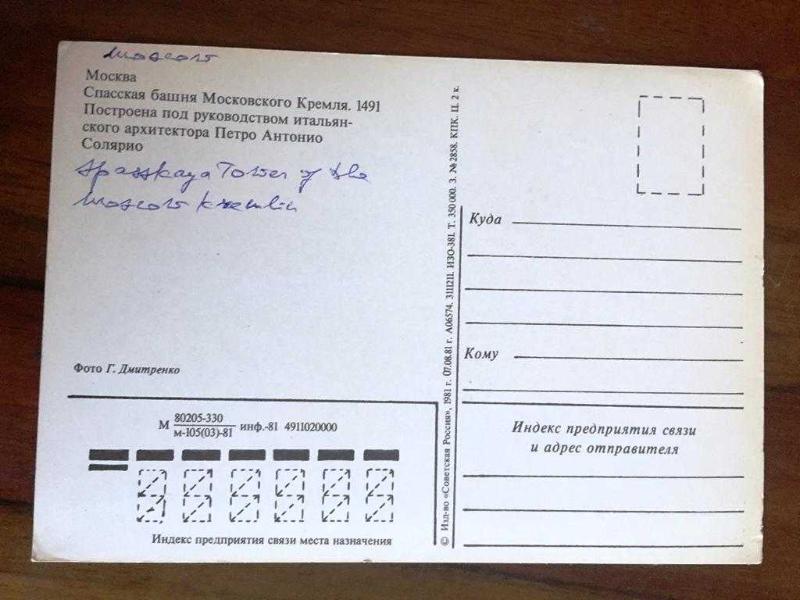 Moscow
Москва
Спасская башня Московского Кремля. 1491
Построена под руководством итальян-
ского архитектора Петро Антонио
Солярио
Spasskaya Tower of the
Moscow Kremlin
Фото Г. Дмитренко
М 80205-330 инф.-81 4911020000
м-105(03)-81
Индекс предприятия связи места назначения
© Изд-во «Советская Россия», 1981 г. 07.08.81 г. А06574. 3111211. ИЗО-381. Т. 350 000. З. № 2858. КПК. Ц. 2 к.
Куда
Кому
Индекс предприятия связи
и адрес отправителя